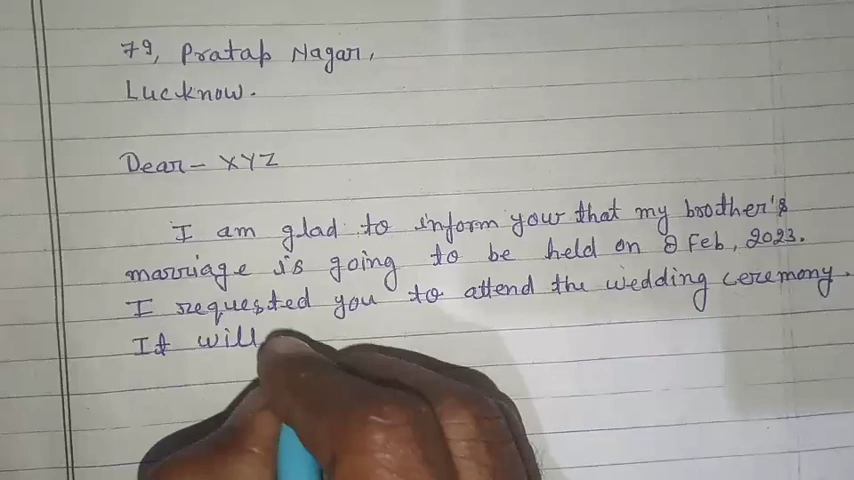 79, Pratap Nagar,
Lucknow.
Dear - XYZ
I am glad to inform your that my brother's
marriage is going to be held on 8 Feb, 2023.
I requested you to attend the wedding ceremony.
It will